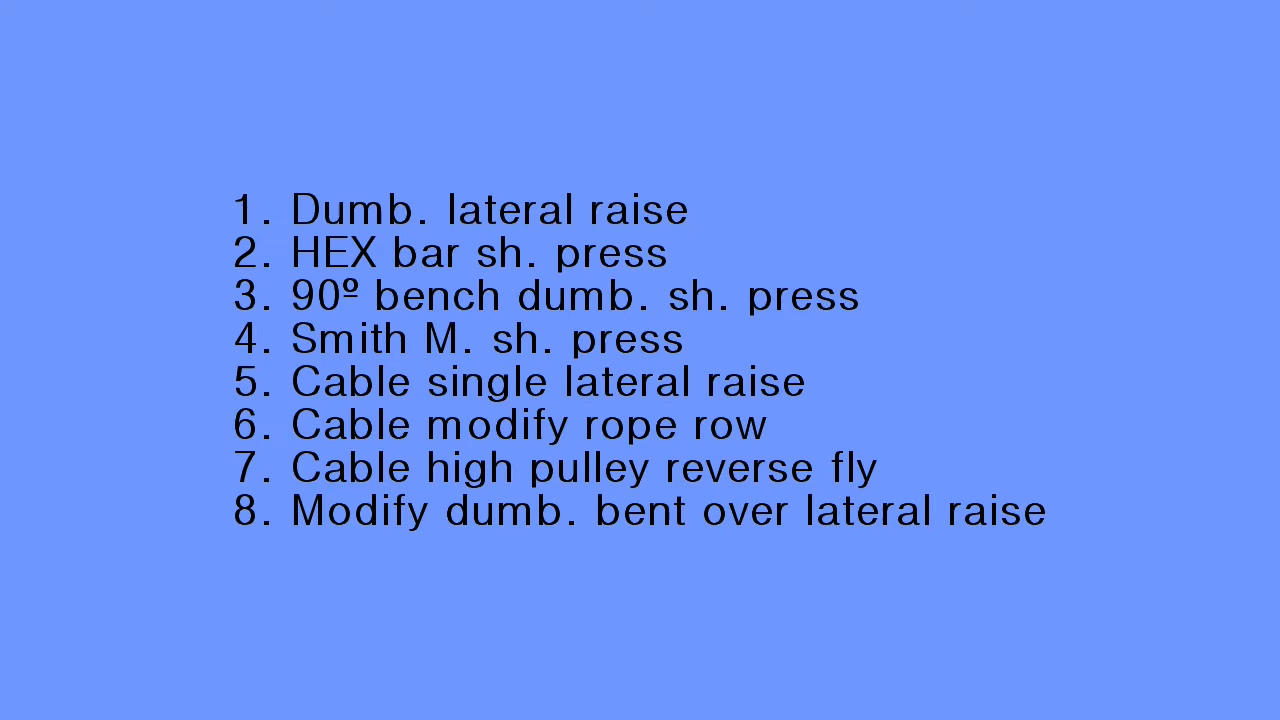 1. Dumb. lateral raise
2. HEX bar sh. press
3. 90º bench dumb. sh. press
4. Smith M. sh. press
5. Cable single lateral raise
6. Cable modify rope row
7. Cable high pulley reverse fly
8. Modify dumb. bent over lateral raise